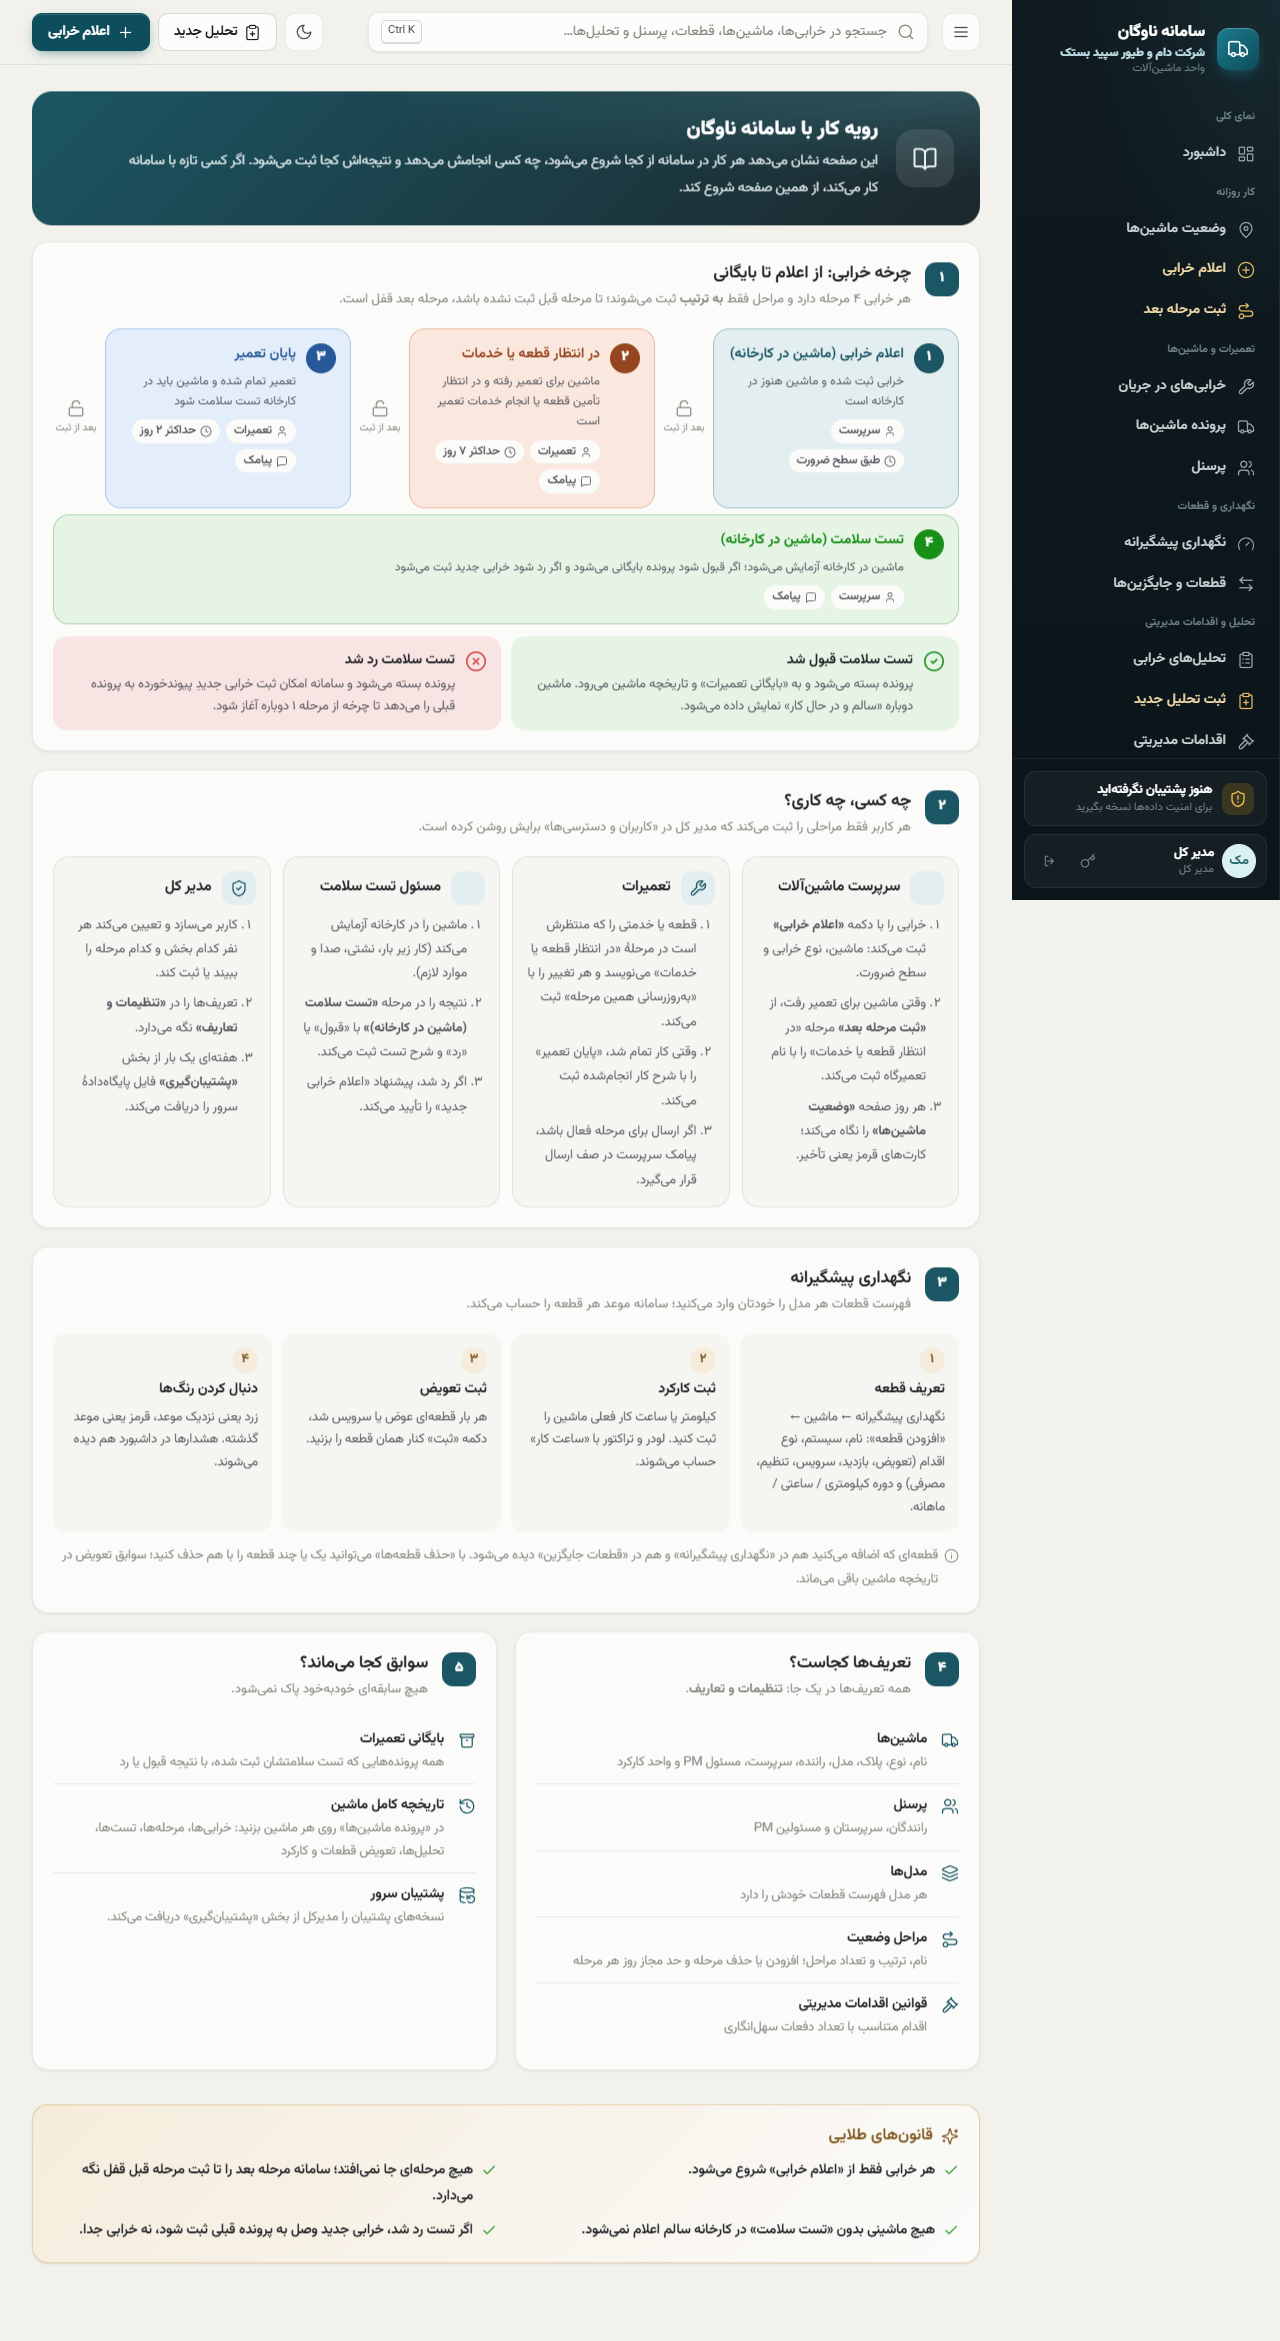 سامانه ناوگان
شرکت دام و طیور سپید بستک
واحد ماشین‌آلات
نمای کلی
داشبورد
کار روزانه
وضعیت ماشین‌ها
اعلام خرابی
ثبت مرحله بعد
تعمیرات و ماشین‌ها
خرابی‌های در جریان
پرونده ماشین‌ها
پرسنل
نگهداری و قطعات
نگهداری پیشگیرانه
قطعات و جایگزین‌ها
تحلیل و اقدامات مدیریتی
تحلیل‌های خرابی
ثبت تحلیل جدید
اقدامات مدیریتی
هنوز پشتیبان نگرفته‌اید
برای امنیت داده‌ها نسخه بگیرید
مک
مدیر کل
مدیر کل
جستجو در خرابی‌ها، ماشین‌ها، قطعات، پرسنل و تحلیل‌ها...
Ctrl K
تحلیل جدید
اعلام خرابی
رویه کار با سامانه ناوگان
این صفحه نشان می‌دهد هر کار در سامانه از کجا شروع می‌شود، چه کسی انجامش می‌دهد و نتیجه‌اش کجا ثبت می‌شود. اگر کسی تازه با سامانه
کار می‌کند، از همین صفحه شروع کند.
۱
چرخه خرابی: از اعلام تا بایگانی
هر خرابی ۴ مرحله دارد و مراحل فقط به ترتیب ثبت می‌شوند؛ تا مرحله قبل ثبت نشده باشد، مرحله بعد قفل است.
۱
اعلام خرابی (ماشین در کارخانه)
خرابی ثبت شده و ماشین هنوز در
کارخانه است
سرپرست
طبق سطح ضرورت
بعد از ثبت
۲
در انتظار قطعه یا خدمات
ماشین برای تعمیر رفته و در انتظار
تأمین قطعه یا انجام خدمات تعمیر
است
تعمیرات
حداکثر ۷ روز
پیامک
بعد از ثبت
۳
پایان تعمیر
تعمیر تمام شده و ماشین باید در
کارخانه تست سلامت شود
تعمیرات
حداکثر ۲ روز
پیامک
بعد از ثبت
۴
تست سلامت (ماشین در کارخانه)
ماشین در کارخانه آزمایش می‌شود؛ اگر قبول شود پرونده بایگانی می‌شود و اگر رد شود خرابی جدید ثبت می‌شود
سرپرست
پیامک
تست سلامت قبول شد
پرونده بسته می‌شود و به «بایگانی تعمیرات» و تاریخچه ماشین می‌رود. ماشین
دوباره «سالم و در حال کار» نمایش داده می‌شود.
تست سلامت رد شد
پرونده بسته می‌شود و سامانه امکان ثبت خرابی جدیدِ پیوندخورده به پرونده
قبلی را می‌دهد تا چرخه از مرحله ۱ دوباره آغاز شود.
۲
چه کسی، چه کاری؟
هر کاربر فقط مراحلی را ثبت می‌کند که مدیر کل در «کاربران و دسترسی‌ها» برایش روشن کرده است.
سرپرست ماشین‌آلات
۱. خرابی را با دکمه «اعلام خرابی»
ثبت می‌کند: ماشین، نوع خرابی و
سطح ضرورت.
۲. وقتی ماشین برای تعمیر رفت، از
«ثبت مرحله بعد» مرحله «در
انتظار قطعه یا خدمات» را با نام
تعمیرگاه ثبت می‌کند.
۳. هر روز صفحه «وضعیت
ماشین‌ها» را نگاه می‌کند؛
کارت‌های قرمز یعنی تأخیر.
تعمیرات
۱. قطعه یا خدمتی را که منتظرش
است در مرحلهٔ «در انتظار قطعه یا
خدمات» می‌نویسد و هر تغییر را با
«به‌روزرسانی همین مرحله» ثبت
می‌کند.
۲. وقتی کار تمام شد، «پایان تعمیر»
را با شرح کار انجام‌شده ثبت
می‌کند.
۳. اگر ارسال برای مرحله فعال باشد،
پیامک سرپرست در صف ارسال
قرار می‌گیرد.
مسئول تست سلامت
۱. ماشین را در کارخانه آزمایش
می‌کند (کار زیر بار، نشتی، صدا و
موارد لازم).
۲. نتیجه را در مرحله «تست سلامت
(ماشین در کارخانه)» با «قبول» یا
«رد» و شرح تست ثبت می‌کند.
۳. اگر رد شد، پیشنهاد «اعلام خرابی
جدید» را تأیید می‌کند.
مدیر کل
۱. کاربر می‌سازد و تعیین می‌کند هر
نفر کدام بخش و کدام مرحله را
ببیند یا ثبت کند.
۲. تعریف‌ها را در «تنظیمات و
تعاریف» نگه می‌دارد.
۳. هفته‌ای یک بار از بخش
«پشتیبان‌گیری» فایل پایگاه‌دادهٔ
سرور را دریافت می‌کند.
۳
نگهداری پیشگیرانه
فهرست قطعات هر مدل را خودتان وارد می‌کنید؛ سامانه موعد هر قطعه را حساب می‌کند.
۱
تعریف قطعه
نگهداری پیشگیرانه ← ماشین ←
«افزودن قطعه»: نام، سیستم، نوع
اقدام (تعویض، بازدید، سرویس، تنظیم،
مصرفی) و دوره کیلومتری / ساعتی /
ماهانه.
۲
ثبت کارکرد
کیلومتر یا ساعت کار فعلی ماشین را
ثبت کنید. لودر و تراکتور با «ساعت کار»
حساب می‌شوند.
۳
ثبت تعویض
هر بار قطعه‌ای عوض یا سرویس شد،
دکمه «ثبت» کنار همان قطعه را بزنید.
۴
دنبال کردن رنگ‌ها
زرد یعنی نزدیک موعد، قرمز یعنی موعد
گذشته. هشدارها در داشبورد هم دیده
می‌شوند.
قطعه‌ای که اضافه می‌کنید هم در «نگهداری پیشگیرانه» و هم در «قطعات جایگزین» دیده می‌شود. با «حذف قطعه‌ها» می‌توانید یک یا چند قطعه را با هم حذف کنید؛ سوابق تعویض در
تاریخچه ماشین باقی می‌ماند.
۴
تعریف‌ها کجاست؟
همه تعریف‌ها در یک جا: تنظیمات و تعاریف.
ماشین‌ها
نام، نوع، پلاک، مدل، راننده، سرپرست، مسئول PM و واحد کارکرد
پرسنل
رانندگان، سرپرستان و مسئولین PM
مدل‌ها
هر مدل فهرست قطعات خودش را دارد
مراحل وضعیت
نام، ترتیب و تعداد مراحل؛ افزودن یا حذف مرحله و حد مجاز روز هر مرحله
قوانین اقدامات مدیریتی
اقدام متناسب با تعداد دفعات سهل‌انگاری
۵
سوابق کجا می‌ماند؟
هیچ سابقه‌ای خودبه‌خود پاک نمی‌شود.
بایگانی تعمیرات
همه پرونده‌هایی که تست سلامتشان ثبت شده، با نتیجه قبول یا رد
تاریخچه کامل ماشین
در «پرونده ماشین‌ها» روی هر ماشین بزنید: خرابی‌ها، مرحله‌ها، تست‌ها،
تحلیل‌ها، تعویض قطعات و کارکرد
پشتیبان سرور
نسخه‌های پشتیبان را مدیرکل از بخش «پشتیبان‌گیری» دریافت می‌کند.
قانون‌های طلایی
هر خرابی فقط از «اعلام خرابی» شروع می‌شود.
هیچ مرحله‌ای جا نمی‌افتد؛ سامانه مرحله بعد را تا ثبت مرحله قبل قفل نگه
می‌دارد.
هیچ ماشینی بدون «تست سلامت» در کارخانه سالم اعلام نمی‌شود.
اگر تست رد شد، خرابی جدید وصل به پرونده قبلی ثبت شود، نه خرابی جدا.